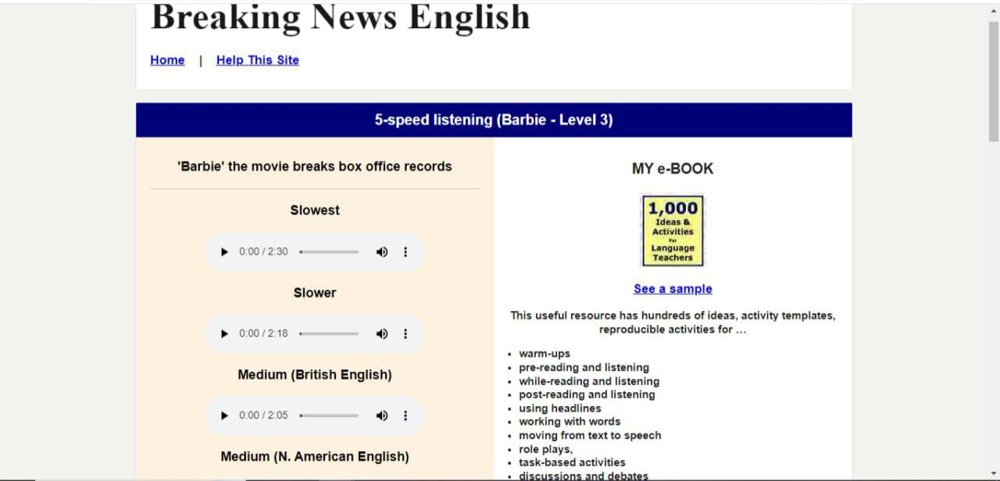 Breaking News English
Home | Help This Site
5-speed listening (Barbie - Level 3)
'Barbie' the movie breaks box office records
Slowest
0:00 / 2:30
Slower
0:00 / 2:18
Medium (British English)
0:00 / 2:05
Medium (N. American English)
MY e-BOOK
1,000
Ideas &
Activities
For
Language
Teachers
See a sample
This useful resource has hundreds of ideas, activity templates,
reproducible activities for …
• warm-ups
• pre-reading and listening
• while-reading and listening
• post-reading and listening
• using headlines
• working with words
• moving from text to speech
• role plays,
• task-based activities
• discussions and debates